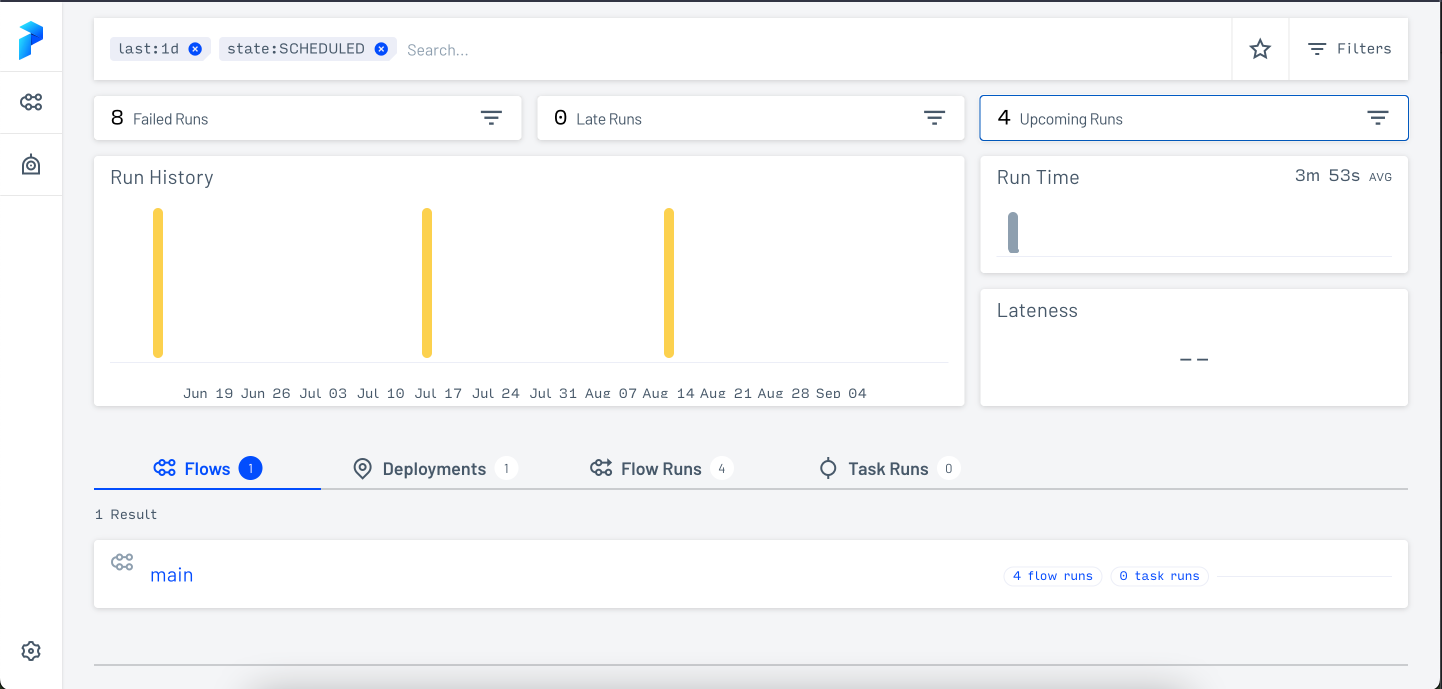 last:1d state:SCHEDULED Search... Filters
8 Failed Runs
0 Late Runs
4 Upcoming Runs
Run History
Jun 19 Jun 26 Jul 03 Jul 10 Jul 17 Jul 24 Jul 31 Aug 07 Aug 14 Aug 21 Aug 28 Sep 04
Run Time 3m 53s AVG
Lateness
--
Flows 1 Deployments 1 Flow Runs 4 Task Runs 0
1 Result
main 4 flow runs 0 task runs